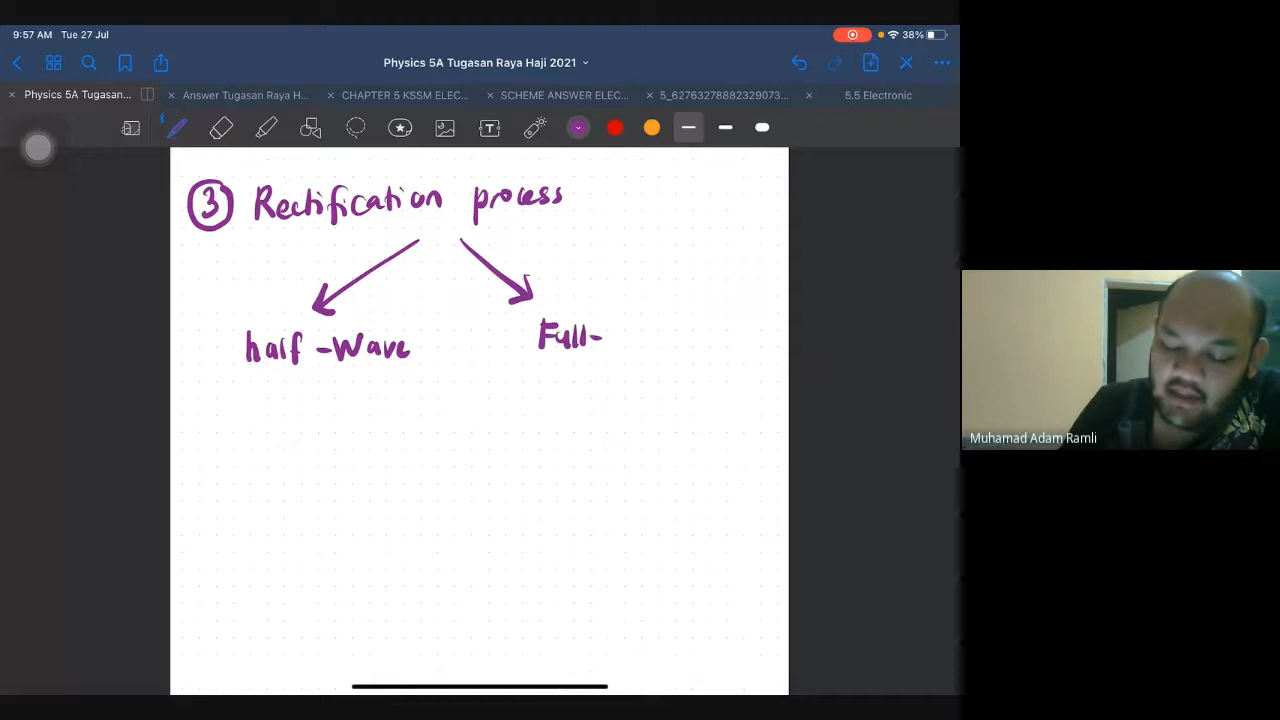 9:57 AM Tue 27 Jul
38%
Physics 5A Tugasan Raya Haji 2021
Physics 5A Tugasan...
Answer Tugasan Raya H...
CHAPTER 5 KSSM ELEC...
SCHEME ANSWER ELEC...
5_62763278882329073...
5.5 Electronic
3 Rectification process
half-Wave
Full-
Muhamad Adam Ramli